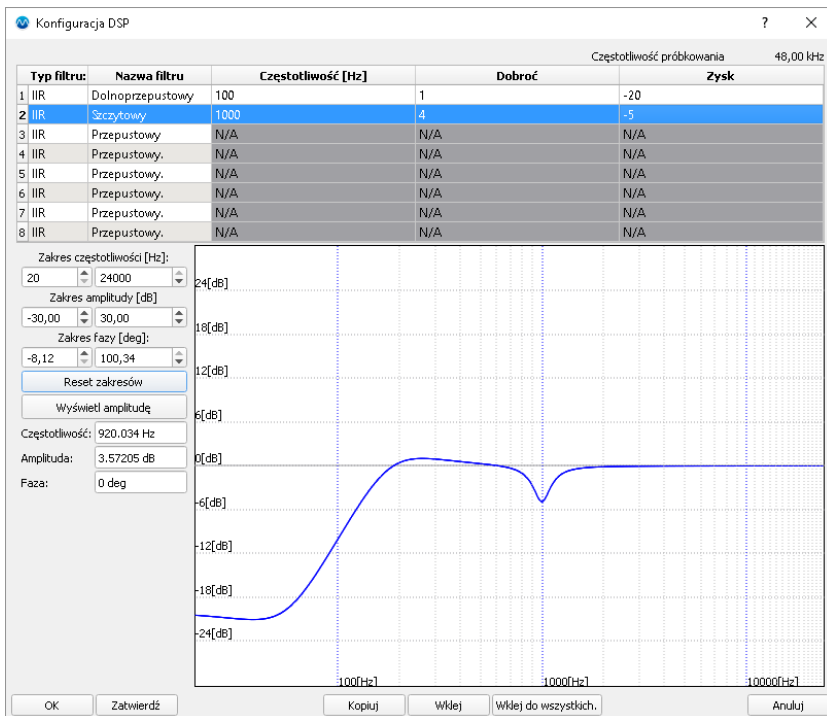 Konfiguracja DSP
Częstotliwość próbkowania 48,00 kHz
Typ filtru: Nazwa filtru Częstotliwość [Hz] Dobroć Zysk
1 IIR Dolnoprzepustowy 100 1 -20
2 IIR Szczytowy 1000 4 -5
3 IIR Przepustowy N/A N/A N/A
4 IIR Przepustowy. N/A N/A N/A
5 IIR Przepustowy. N/A N/A N/A
6 IIR Przepustowy. N/A N/A N/A
7 IIR Przepustowy. N/A N/A N/A
8 IIR Przepustowy. N/A N/A N/A
Zakres częstotliwości [Hz]:
20 24000
Zakres amplitudy [dB]
-30,00 30,00
Zakres fazy [deg]:
-8,12 100,34
Reset zakresów
Wyświetl amplitudę
Częstotliwość: 920.034 Hz
Amplituda: 3.57205 dB
Faza: 0 deg
24[dB]
18[dB]
12[dB]
6[dB]
0[dB]
-6[dB]
-12[dB]
-18[dB]
-24[dB]
100[Hz] 1000[Hz] 10000[Hz]
OK Zatwierdź Kopiuj Wklej Wklej do wszystkich. Anuluj